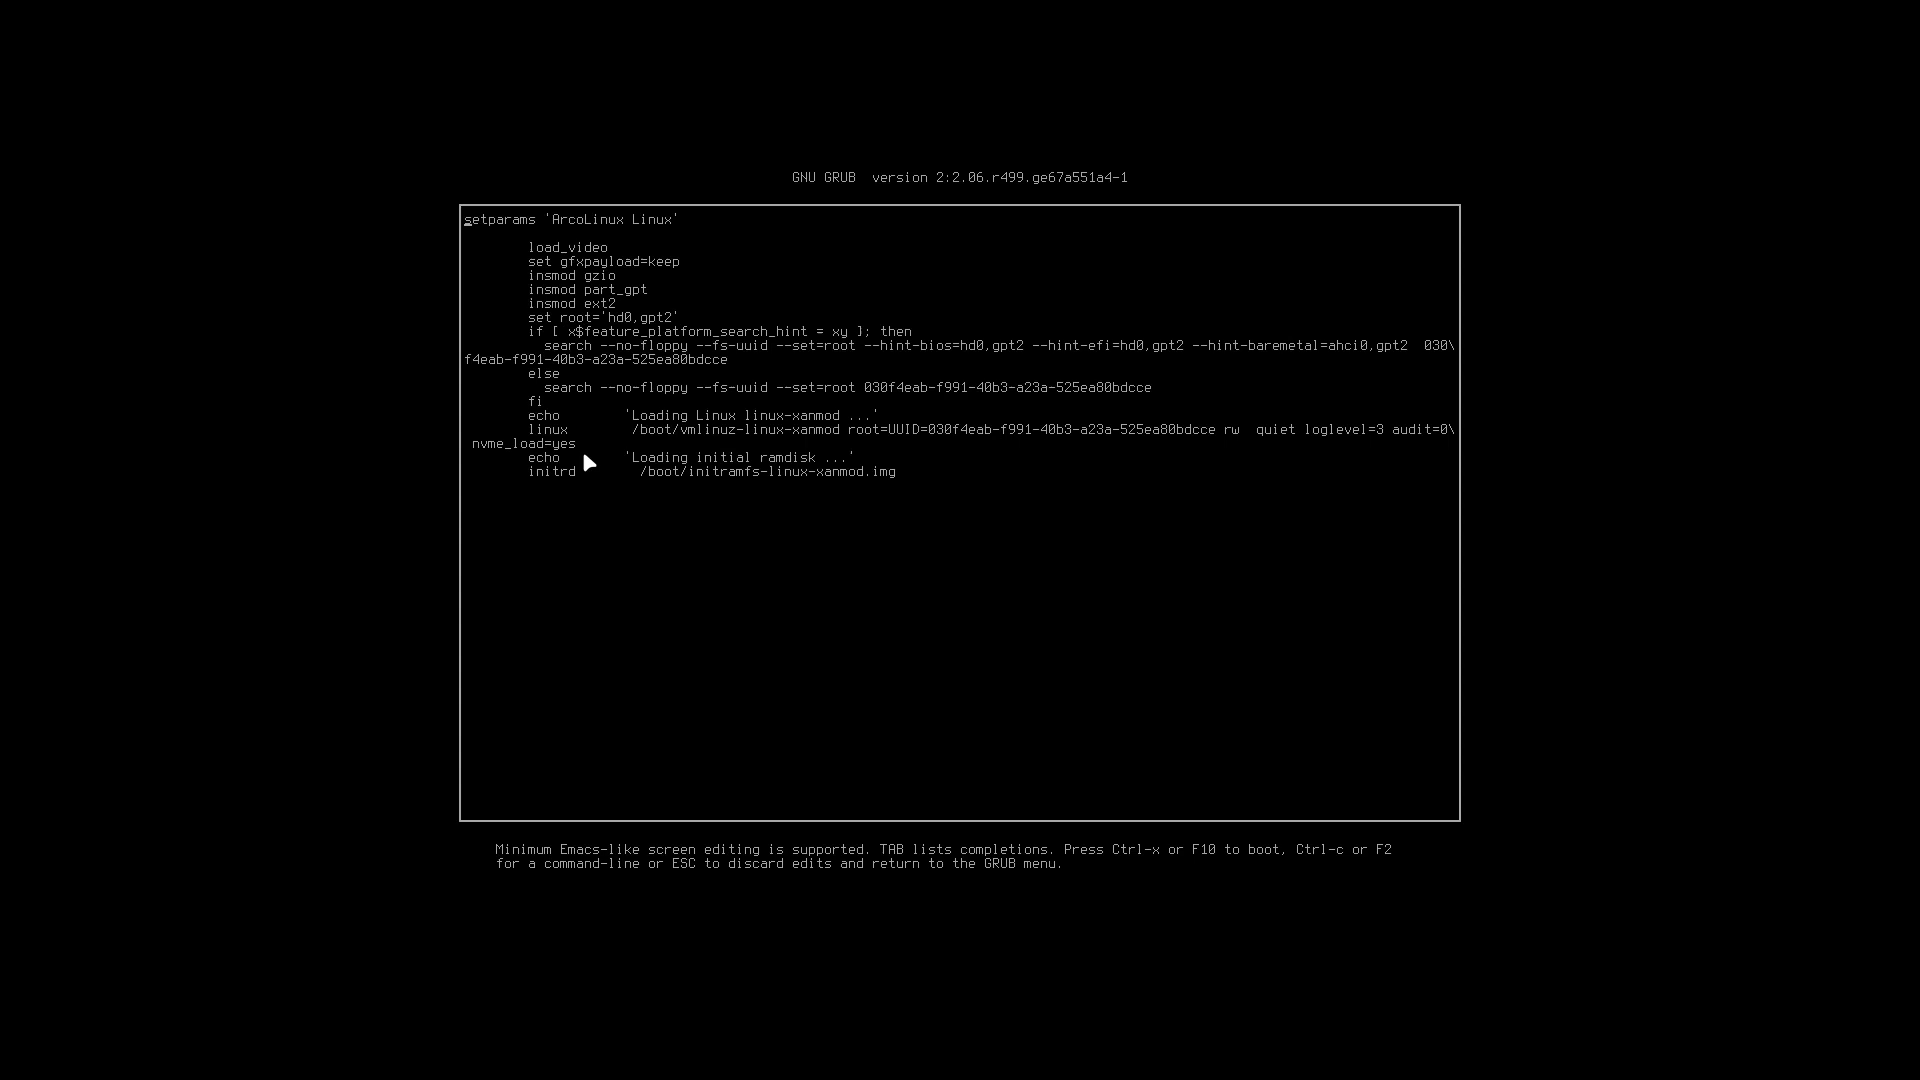 GNU GRUB  version 2:2.06.r499.ge67a551a4-1
setparams 'ArcoLinux Linux'
load_video
set gfxpayload=keep
insmod gzio
insmod part_gpt
insmod ext2
set root='hd0,gpt2'
if [ x$feature_platform_search_hint = xy ]; then
search --no-floppy --fs-uuid --set=root --hint-bios=hd0,gpt2 --hint-efi=hd0,gpt2 --hint-baremetal=ahci0,gpt2  030\
f4eab-f991-40b3-a23a-525ea80bdcce
else
search --no-floppy --fs-uuid --set=root 030f4eab-f991-40b3-a23a-525ea80bdcce
fi
echo        'Loading Linux linux-xanmod ...'
linux        /boot/vmlinuz-linux-xanmod root=UUID=030f4eab-f991-40b3-a23a-525ea80bdcce rw  quiet loglevel=3 audit=0\
nvme_load=yes
echo        'Loading initial ramdisk ...'
initrd        /boot/initramfs-linux-xanmod.img
Minimum Emacs-like screen editing is supported. TAB lists completions. Press Ctrl-x or F10 to boot, Ctrl-c or F2
for a command-line or ESC to discard edits and return to the GRUB menu.